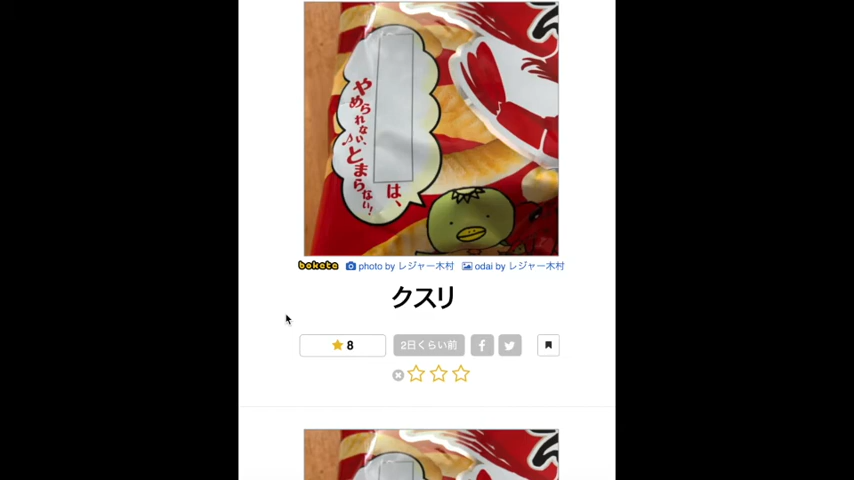 は、
やめられない、♪とまらない!
boketa photo by レジャー木村 odai by レジャー木村
クスリ
8 2日くらい前